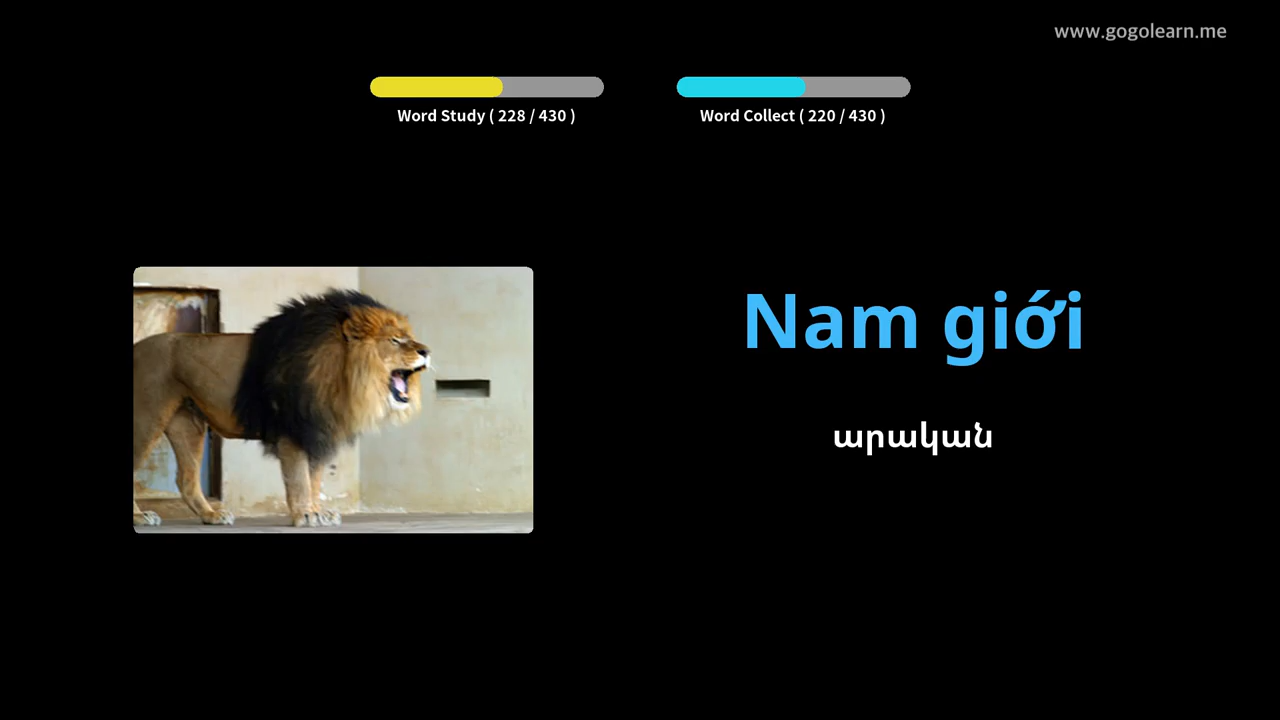 www.gogolearn.me
Word Study ( 228 / 430 )
Word Collect ( 220 / 430 )
Nam giới
արական